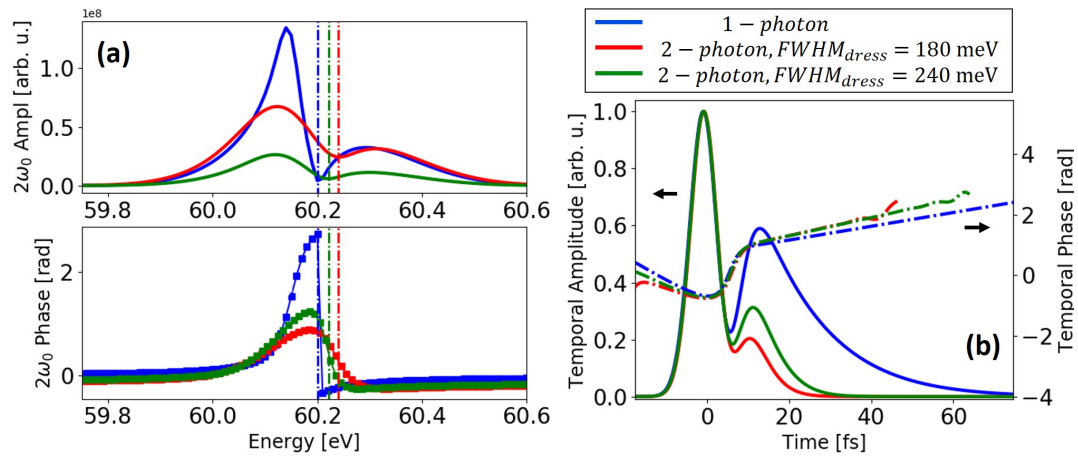 1e8
(a)
2ω₀ Ampl [arb. u.]
1.0
0.5
0.0
59.8 60.0 60.2 60.4 60.6
2ω₀ Phase [rad]
2
0
59.8 60.0 60.2 60.4 60.6
Energy [eV]
1 − photon
2 − photon, FWHM_dress = 180 meV
2 − photon, FWHM_dress = 240 meV
Temporal Amplitude [arb. u.]
1.0
0.8
0.6
0.4
0.2
0.0
4
2
0
−2
−4
Temporal Phase [rad]
(b)
0 20 40 60
Time [fs]